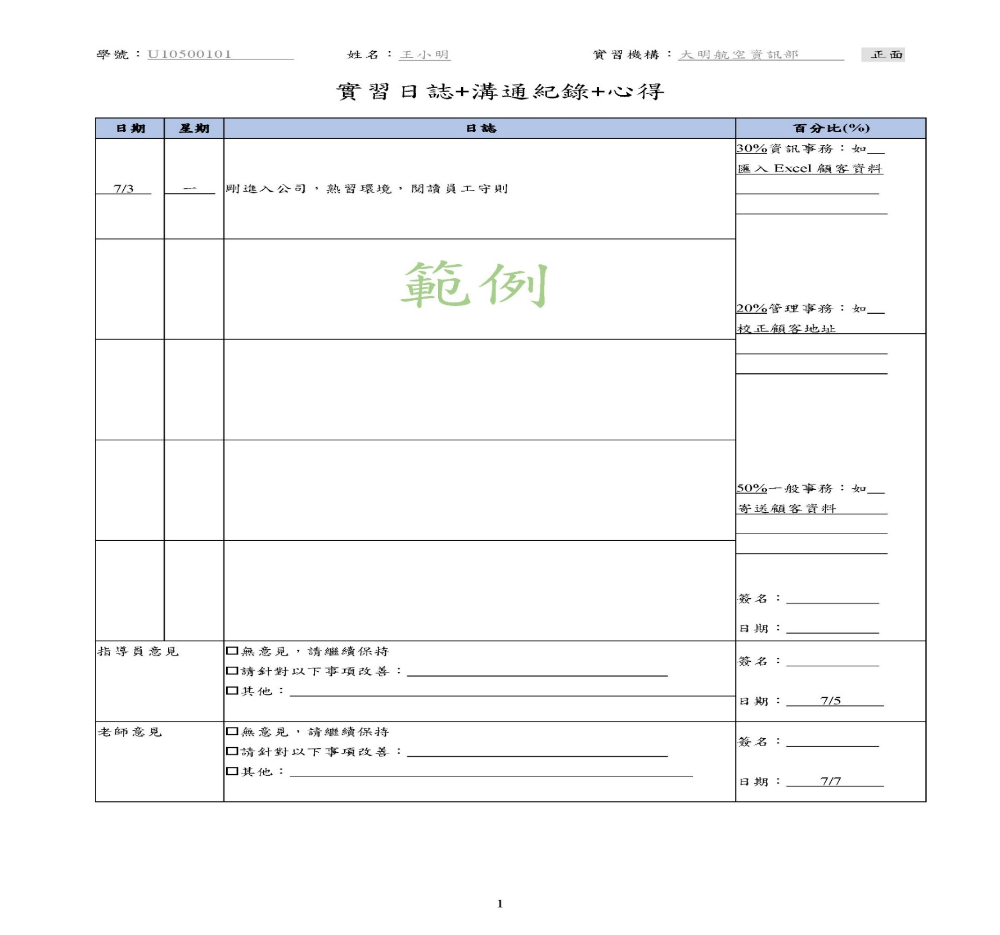 學號：U10500101 姓名：王小明 實習機構：大明航空資訊部 正面
實習日誌+溝通紀錄+心得
日期 星期 日誌 百分比(%)
7/3 一 剛進入公司，熟習環境，閱讀員工守則
30%資訊事務：如
匯入 Excel 顧客資料
範例
20%管理事務：如
校正顧客地址
50%一般事務：如
寄送顧客資料
簽名：
日期：
指導員意見
□無意見，請繼續保持
□請針對以下事項改善：
□其他：
簽名：
日期： 7/5
老師意見
□無意見，請繼續保持
□請針對以下事項改善：
□其他：
簽名：
日期： 7/7
1